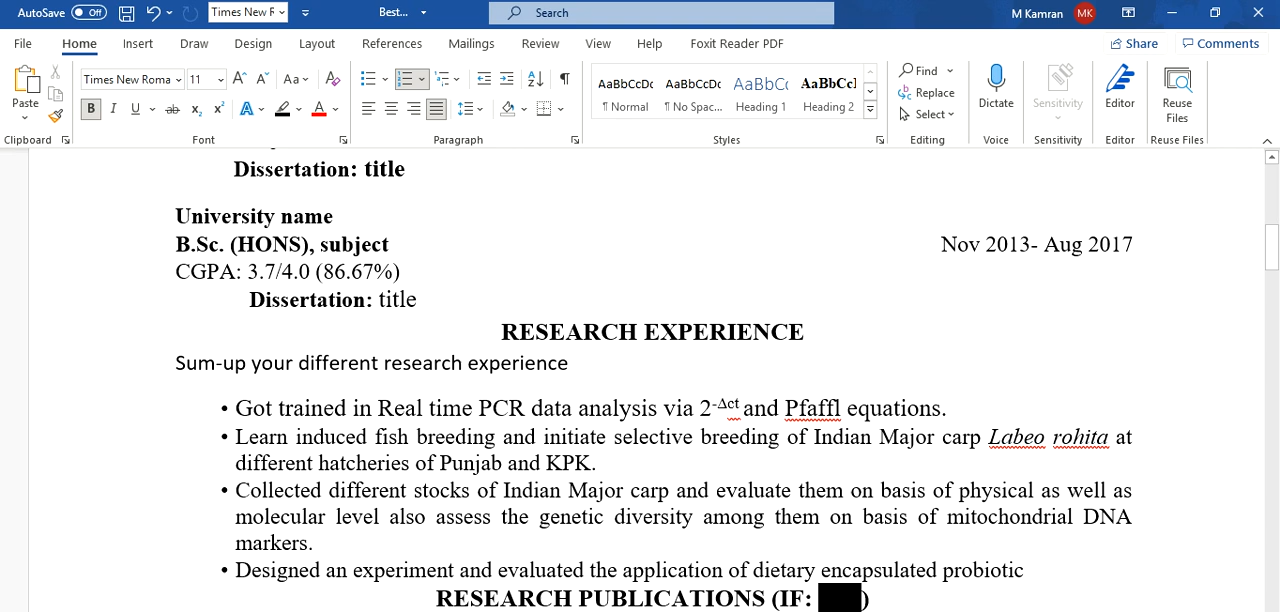 AutoSave Off Times New F Best... Search M Kamran MK
File Home Insert Draw Design Layout References Mailings Review View Help Foxit Reader PDF Share Comments
Paste Times New Roma 11 Aa AaBbCcDc AaBbCcDc AaBbCc AaBbCcl Find Replace Select Dictate Sensitivity Editor Reuse Files
B I U ab x₂ x² A A ¶ Normal ¶ No Spac... Heading 1 Heading 2
Clipboard Font Paragraph Styles Editing Voice Sensitivity Editor Reuse Files
Dissertation: title
University name
B.Sc. (HONS), subject Nov 2013- Aug 2017
CGPA: 3.7/4.0 (86.67%)
Dissertation: title
RESEARCH EXPERIENCE
Sum-up your different research experience
• Got trained in Real time PCR data analysis via 2-Δct and Pfaffl equations.
• Learn induced fish breeding and initiate selective breeding of Indian Major carp Labeo rohita at
different hatcheries of Punjab and KPK.
• Collected different stocks of Indian Major carp and evaluate them on basis of physical as well as
molecular level also assess the genetic diversity among them on basis of mitochondrial DNA
markers.
• Designed an experiment and evaluated the application of dietary encapsulated probiotic
RESEARCH PUBLICATIONS (IF: )